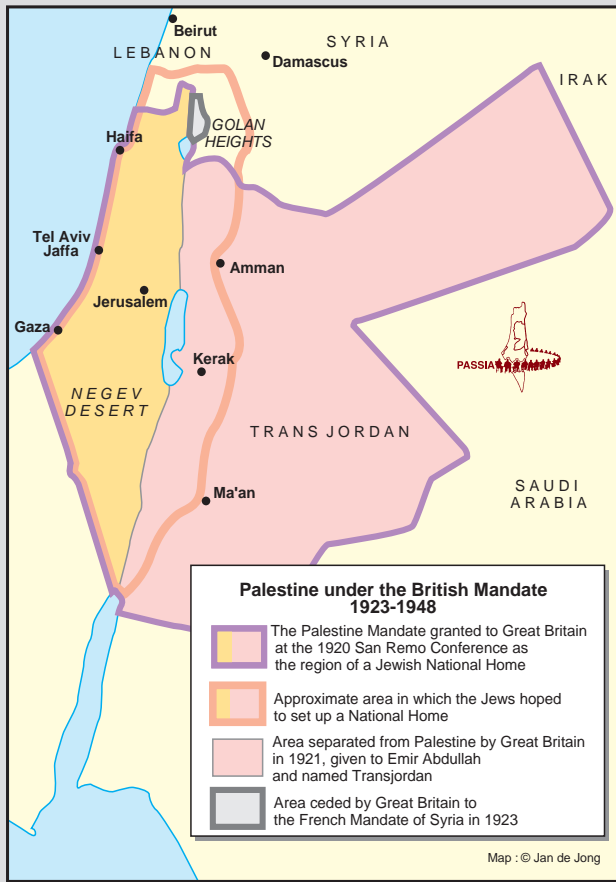 Beirut
LEBANON
SYRIA
Damascus
IRAK
GOLAN
HEIGHTS
Haifa
Tel Aviv
Jaffa
Amman
Jerusalem
Gaza
Kerak
PASSIA
NEGEV
DESERT
TRANS JORDAN
SAUDI
ARABIA
Ma'an
Palestine under the British Mandate
1923-1948
The Palestine Mandate granted to Great Britain
at the 1920 San Remo Conference as
the region of a Jewish National Home
Approximate area in which the Jews hoped
to set up a National Home
Area separated from Palestine by Great Britain
in 1921, given to Emir Abdullah
and named Transjordan
Area ceded by Great Britain to
the French Mandate of Syria in 1923
Map : © Jan de Jong